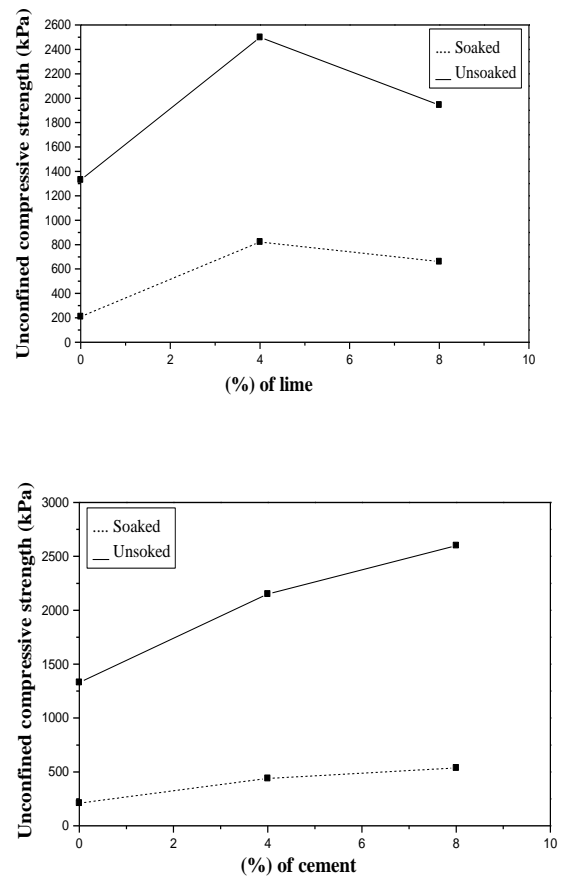 Unconfined compressive strength (kPa)
2600
2400
2200
2000
1800
1600
1400
1200
1000
800
600
400
200
0
.... Soaked
__ Unsoaked
0 2 4 6 8 10
(%) of lime
Unconfined compressive strength (kPa)
3000
2500
2000
1500
1000
500
0
.... Soaked
__ Unsoked
0 2 4 6 8 10
(%) of cement